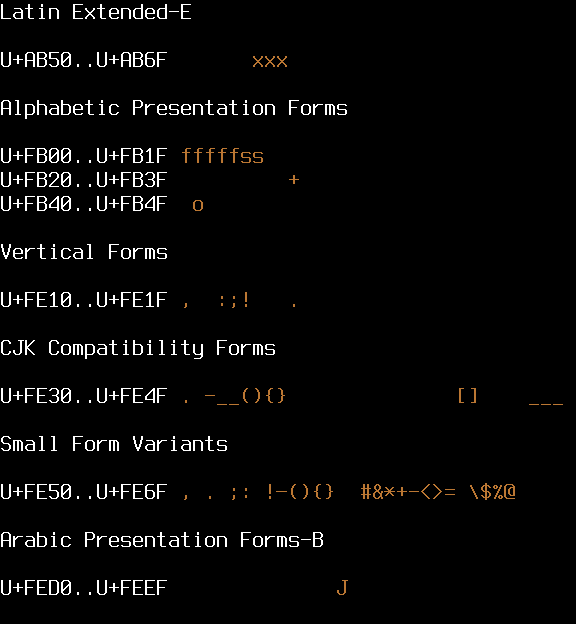 Latin Extended-E
U+AB50..U+AB6F       xxx
Alphabetic Presentation Forms
U+FB00..U+FB1F fffffss
U+FB20..U+FB3F          +
U+FB40..U+FB4F  o
Vertical Forms
U+FE10..U+FE1F ,  :;!   .
CJK Compatibility Forms
U+FE30..U+FE4F . -__(){}              []    ___
Small Form Variants
U+FE50..U+FE6F , . ;: !-(){}  #&*+-<>= \$%@
Arabic Presentation Forms-B
U+FED0..U+FEEF              J